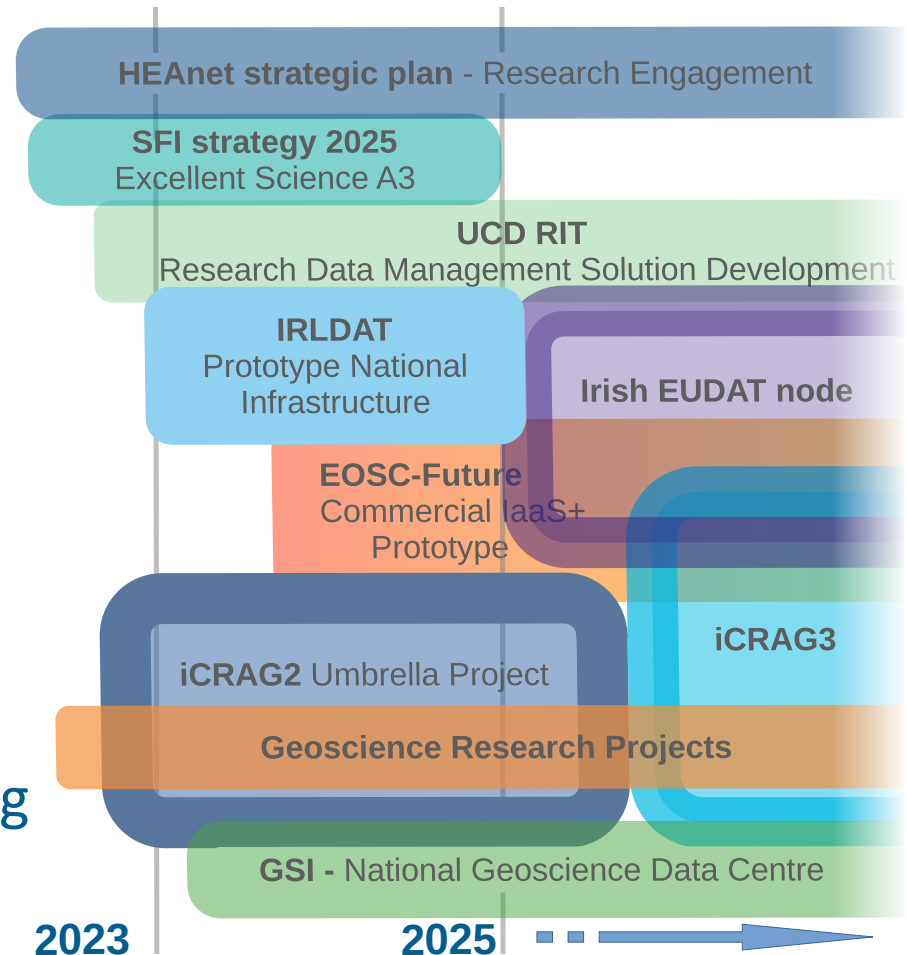 HEAnet strategic plan - Research Engagement
SFI strategy 2025
Excellent Science A3
UCD RIT
Research Data Management Solution Development
IRLDAT
Prototype National
Infrastructure
Irish EUDAT node
EOSC-Future
Commercial IaaS+
Prototype
iCRAG3
iCRAG2 Umbrella Project
Geoscience Research Projects
g
GSI - National Geoscience Data Centre
2023
2025